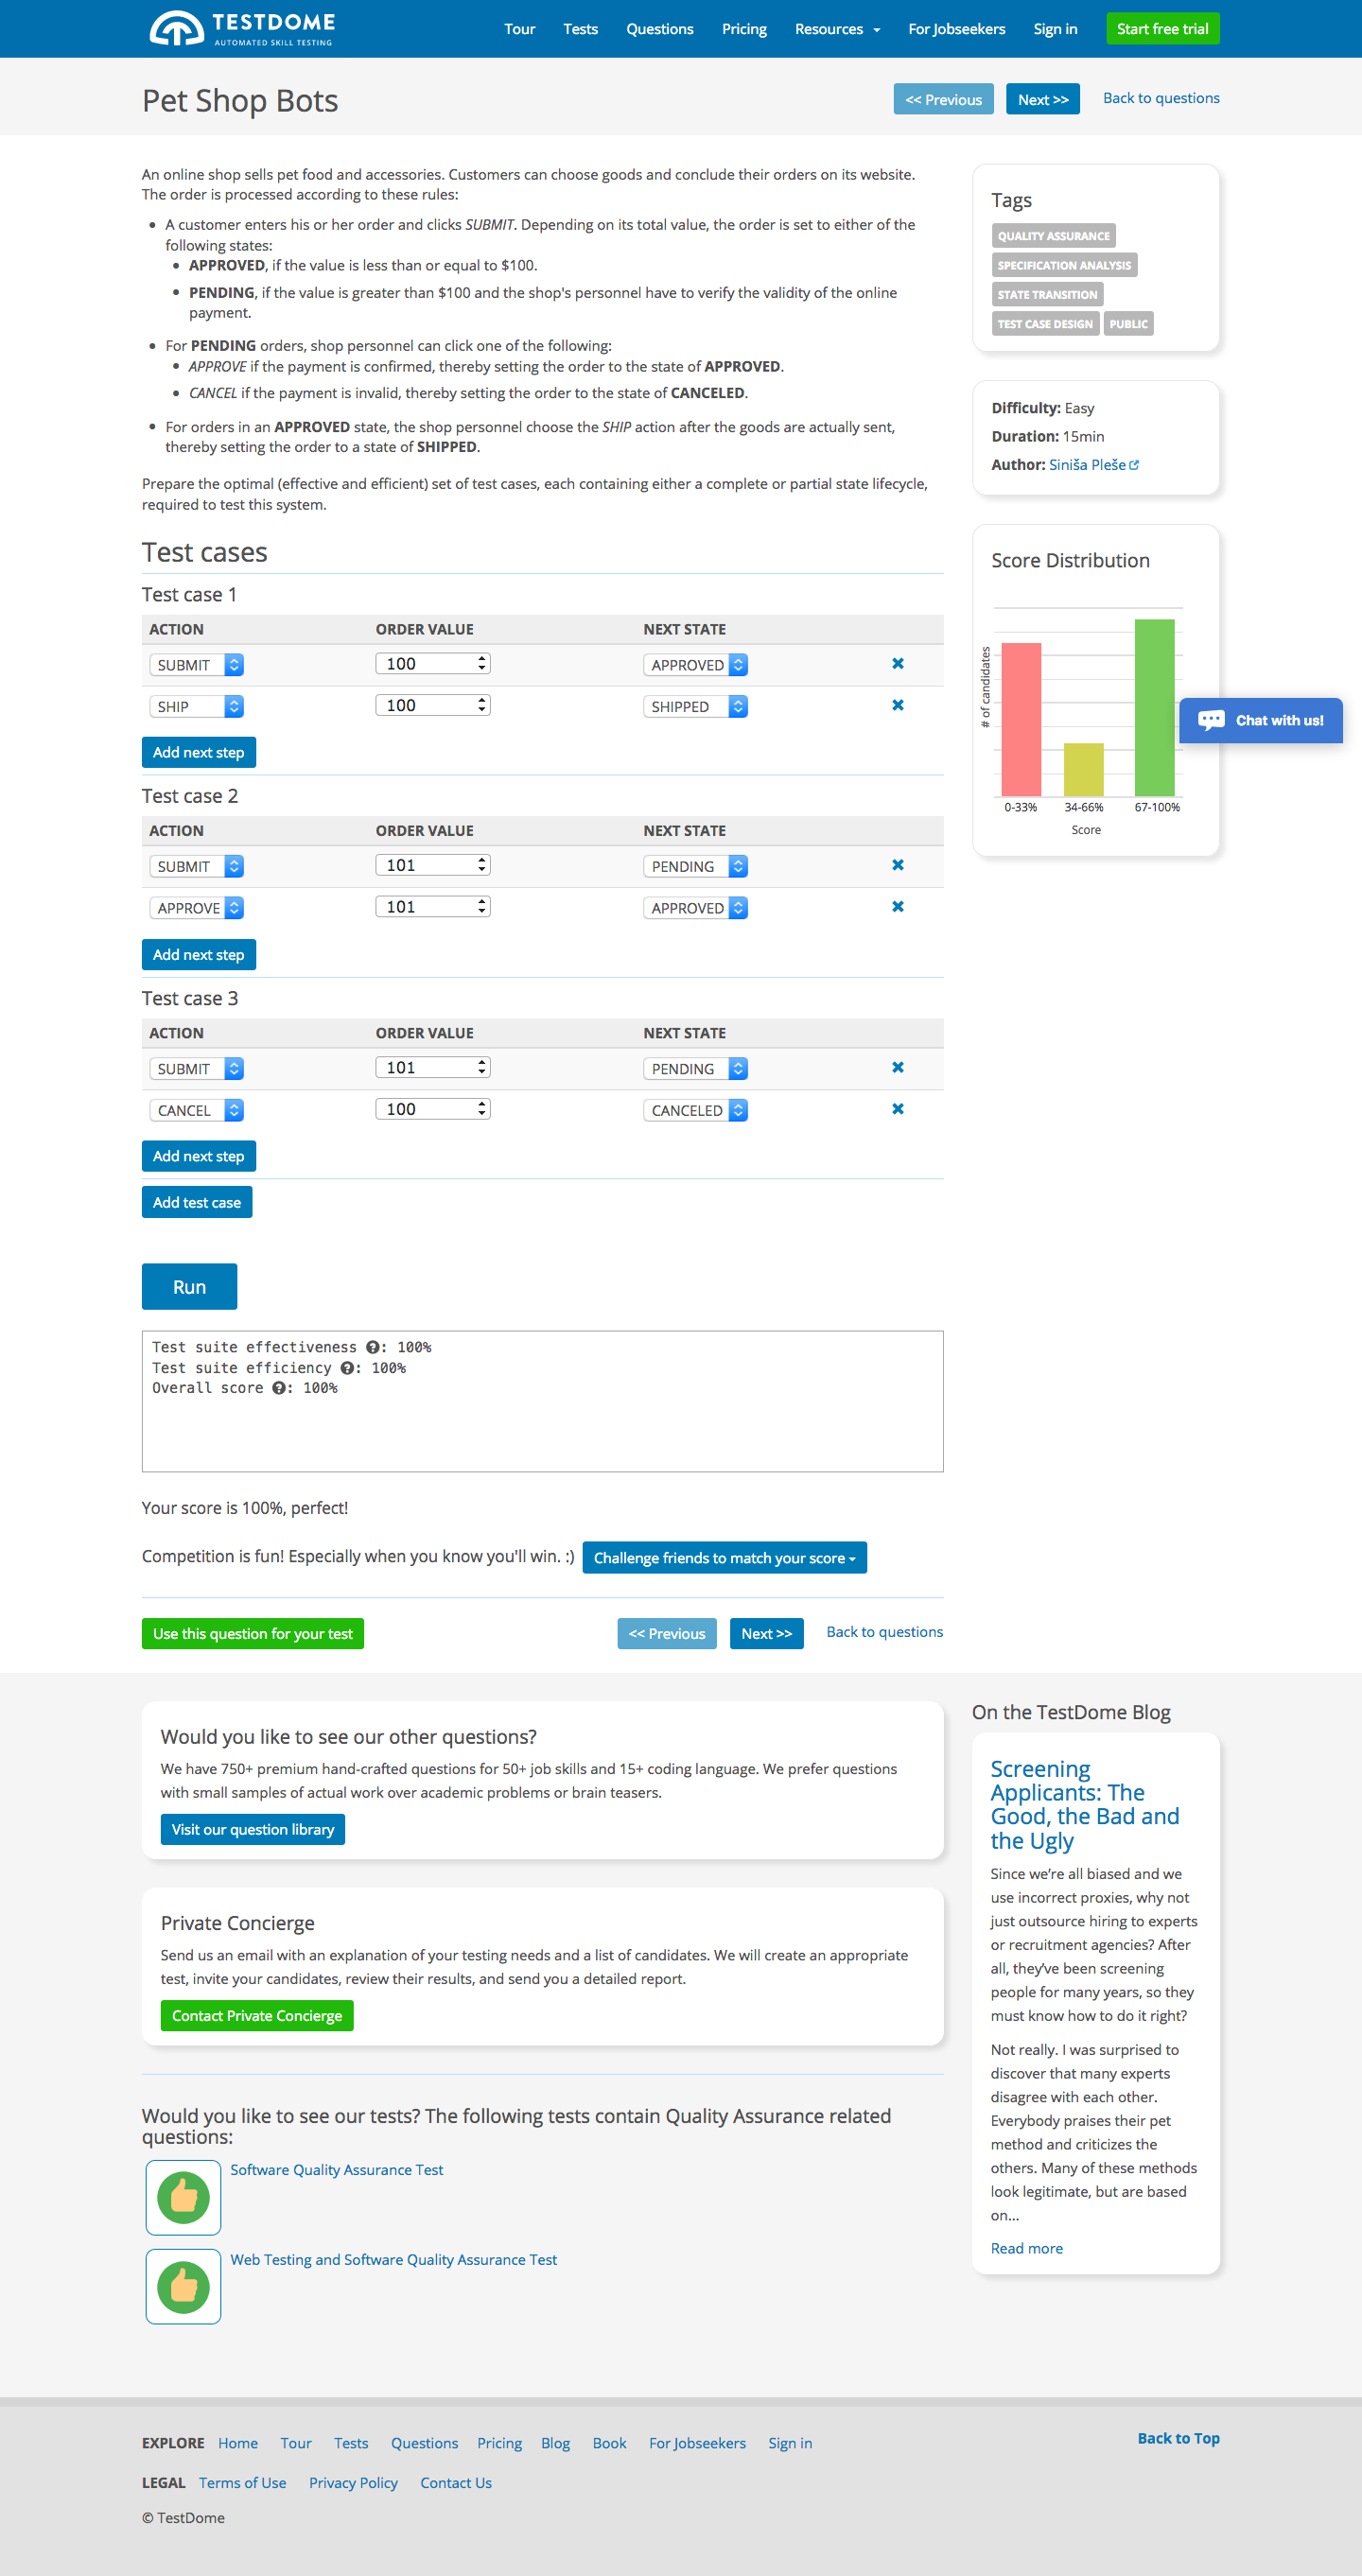 TESTDOME
AUTOMATED SKILL TESTING
Tour
Tests
Questions
Pricing
Resources
For Jobseekers
Sign in
Start free trial
Pet Shop Bots
<< Previous
Next >>
Back to questions
An online shop sells pet food and accessories. Customers can choose goods and conclude their orders on its website.
The order is processed according to these rules:
A customer enters his or her order and clicks SUBMIT. Depending on its total value, the order is set to either of the
following states:
APPROVED, if the value is less than or equal to $100.
PENDING, if the value is greater than $100 and the shop's personnel have to verify the validity of the online
payment.
For PENDING orders, shop personnel can click one of the following:
APPROVE if the payment is confirmed, thereby setting the order to the state of APPROVED.
CANCEL if the payment is invalid, thereby setting the order to the state of CANCELED.
For orders in an APPROVED state, the shop personnel choose the SHIP action after the goods are actually sent,
thereby setting the order to a state of SHIPPED.
Prepare the optimal (effective and efficient) set of test cases, each containing either a complete or partial state lifecycle,
required to test this system.
Test cases
Test case 1
ACTION ORDER VALUE NEXT STATE
SUBMIT 100 APPROVED
SHIP 100 SHIPPED
Add next step
Test case 2
ACTION ORDER VALUE NEXT STATE
SUBMIT 101 PENDING
APPROVE 101 APPROVED
Add next step
Test case 3
ACTION ORDER VALUE NEXT STATE
SUBMIT 101 PENDING
CANCEL 100 CANCELED
Add next step
Add test case
Run
Test suite effectiveness ?: 100%
Test suite efficiency ?: 100%
Overall score ?: 100%
Your score is 100%, perfect!
Competition is fun! Especially when you know you'll win. :)
Challenge friends to match your score
Use this question for your test
<< Previous
Next >>
Back to questions
Tags
QUALITY ASSURANCE
SPECIFICATION ANALYSIS
STATE TRANSITION
TEST CASE DESIGN
PUBLIC
Difficulty: Easy
Duration: 15min
Author: Siniša Pleše
Score Distribution
# of candidates
0-33%
34-66%
67-100%
Score
Chat with us!
Would you like to see our other questions?
We have 750+ premium hand-crafted questions for 50+ job skills and 15+ coding language. We prefer questions
with small samples of actual work over academic problems or brain teasers.
Visit our question library
Private Concierge
Send us an email with an explanation of your testing needs and a list of candidates. We will create an appropriate
test, invite your candidates, review their results, and send you a detailed report.
Contact Private Concierge
Would you like to see our tests? The following tests contain Quality Assurance related
questions:
Software Quality Assurance Test
Web Testing and Software Quality Assurance Test
On the TestDome Blog
Screening
Applicants: The
Good, the Bad and
the Ugly
Since we're all biased and we
use incorrect proxies, why not
just outsource hiring to experts
or recruitment agencies? After
all, they've been screening
people for many years, so they
must know how to do it right?
Not really. I was surprised to
discover that many experts
disagree with each other.
Everybody praises their pet
method and criticizes the
others. Many of these methods
look legitimate, but are based
on...
Read more
EXPLORE Home Tour Tests Questions Pricing Blog Book For Jobseekers Sign in
Back to Top
LEGAL Terms of Use Privacy Policy Contact Us
© TestDome